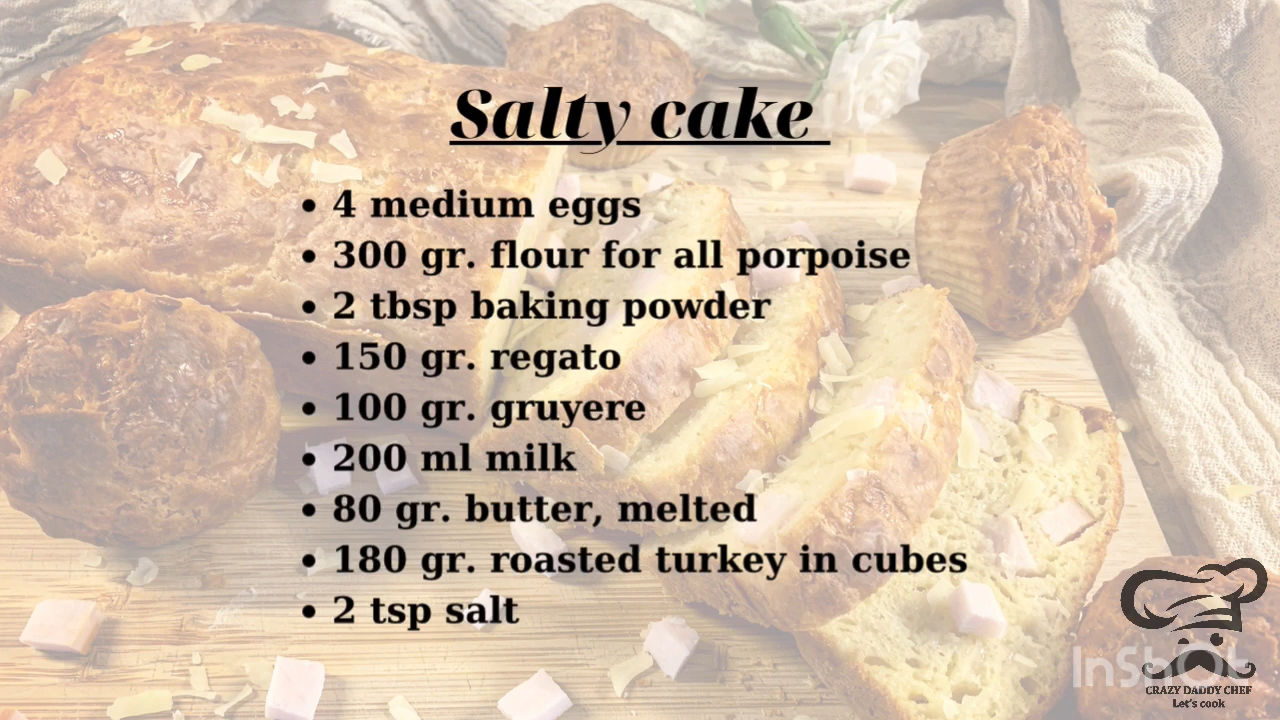 Salty cake
• 4 medium eggs
• 300 gr. flour for all porpoise
• 2 tbsp baking powder
• 150 gr. regato
• 100 gr. gruyere
• 200 ml milk
• 80 gr. butter, melted
• 180 gr. roasted turkey in cubes
• 2 tsp salt
InShOt
CRAZY DADDY CHEF
Let's cook